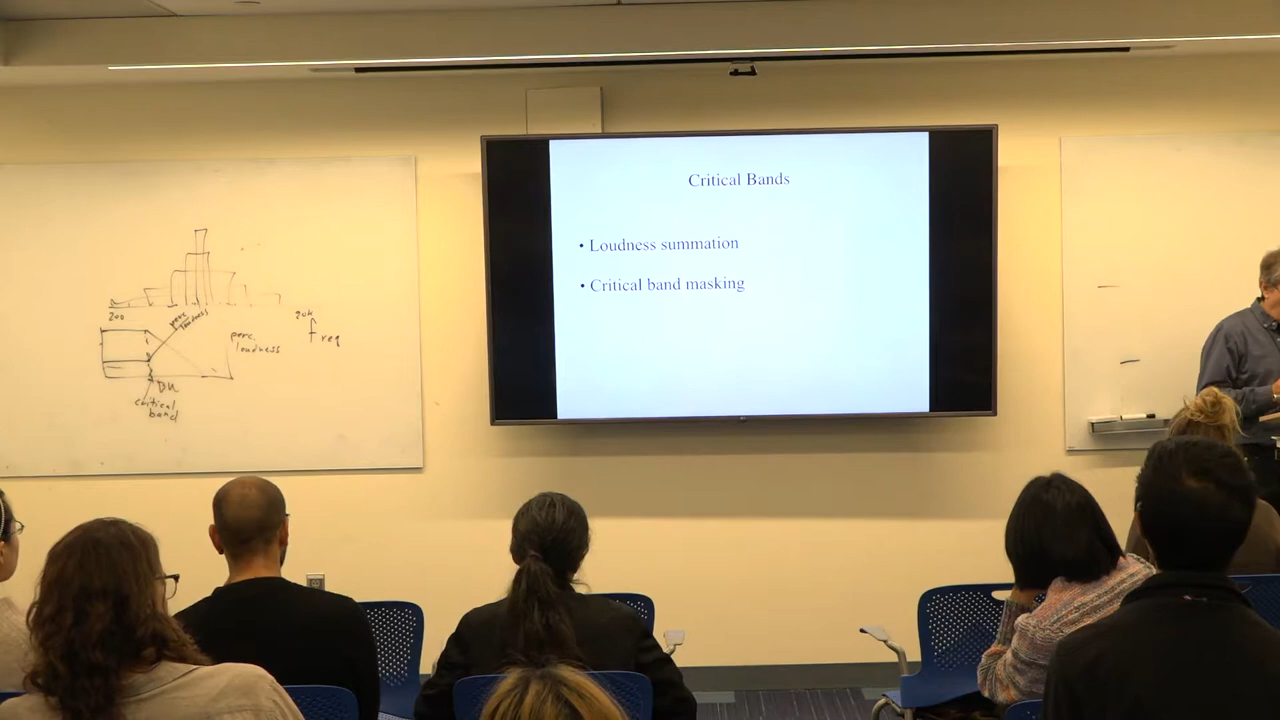 Critical Bands
• Loudness summation
• Critical band masking
200
20k
freq
perc
loudness
perc.
loudness
critical
band